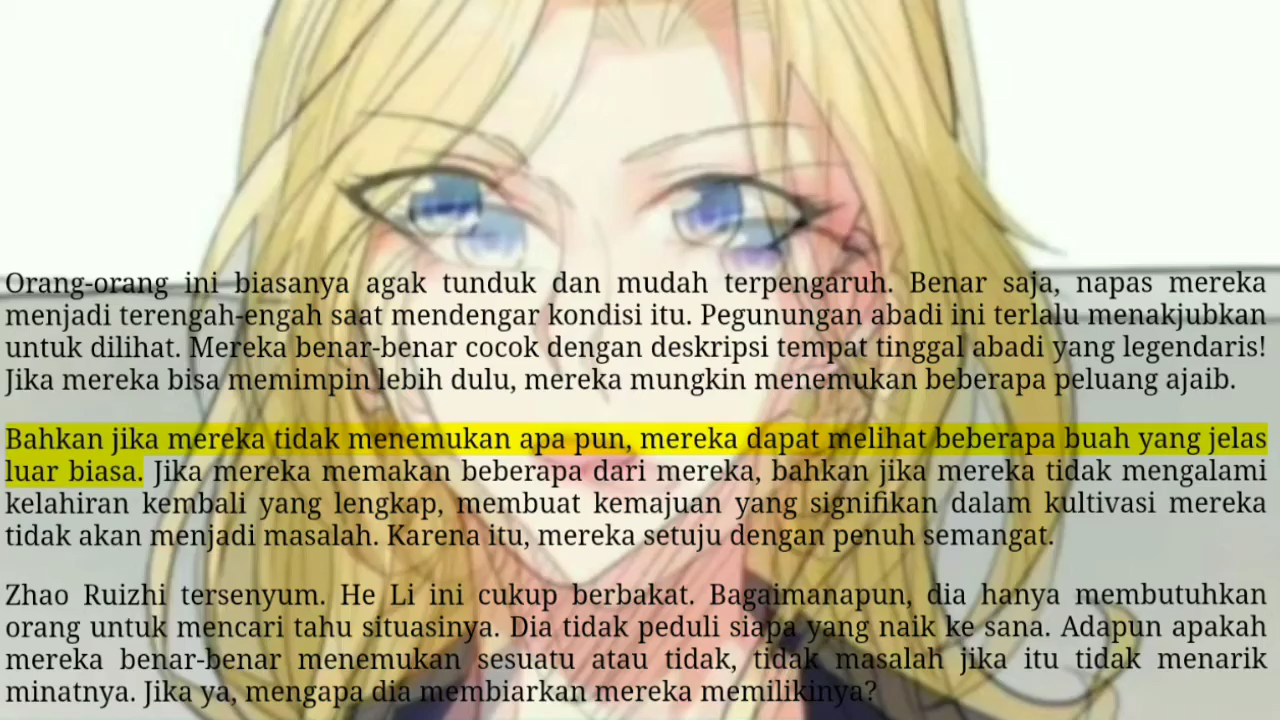 Orang-orang ini biasanya agak tunduk dan mudah terpengaruh. Benar saja, napas mereka
menjadi terengah-engah saat mendengar kondisi itu. Pegunungan abadi ini terlalu menakjubkan
untuk dilihat. Mereka benar-benar cocok dengan deskripsi tempat tinggal abadi yang legendaris!
Jika mereka bisa memimpin lebih dulu, mereka mungkin menemukan beberapa peluang ajaib.
Bahkan jika mereka tidak menemukan apa pun, mereka dapat melihat beberapa buah yang jelas
luar biasa. Jika mereka memakan beberapa dari mereka, bahkan jika mereka tidak mengalami
kelahiran kembali yang lengkap, membuat kemajuan yang signifikan dalam kultivasi mereka
tidak akan menjadi masalah. Karena itu, mereka setuju dengan penuh semangat.
Zhao Ruizhi tersenyum. He Li ini cukup berbakat. Bagaimanapun, dia hanya membutuhkan
orang untuk mencari tahu situasinya. Dia tidak peduli siapa yang naik ke sana. Adapun apakah
mereka benar-benar menemukan sesuatu atau tidak, tidak masalah jika itu tidak menarik
minatnya. Jika ya, mengapa dia membiarkan mereka memilikinya?